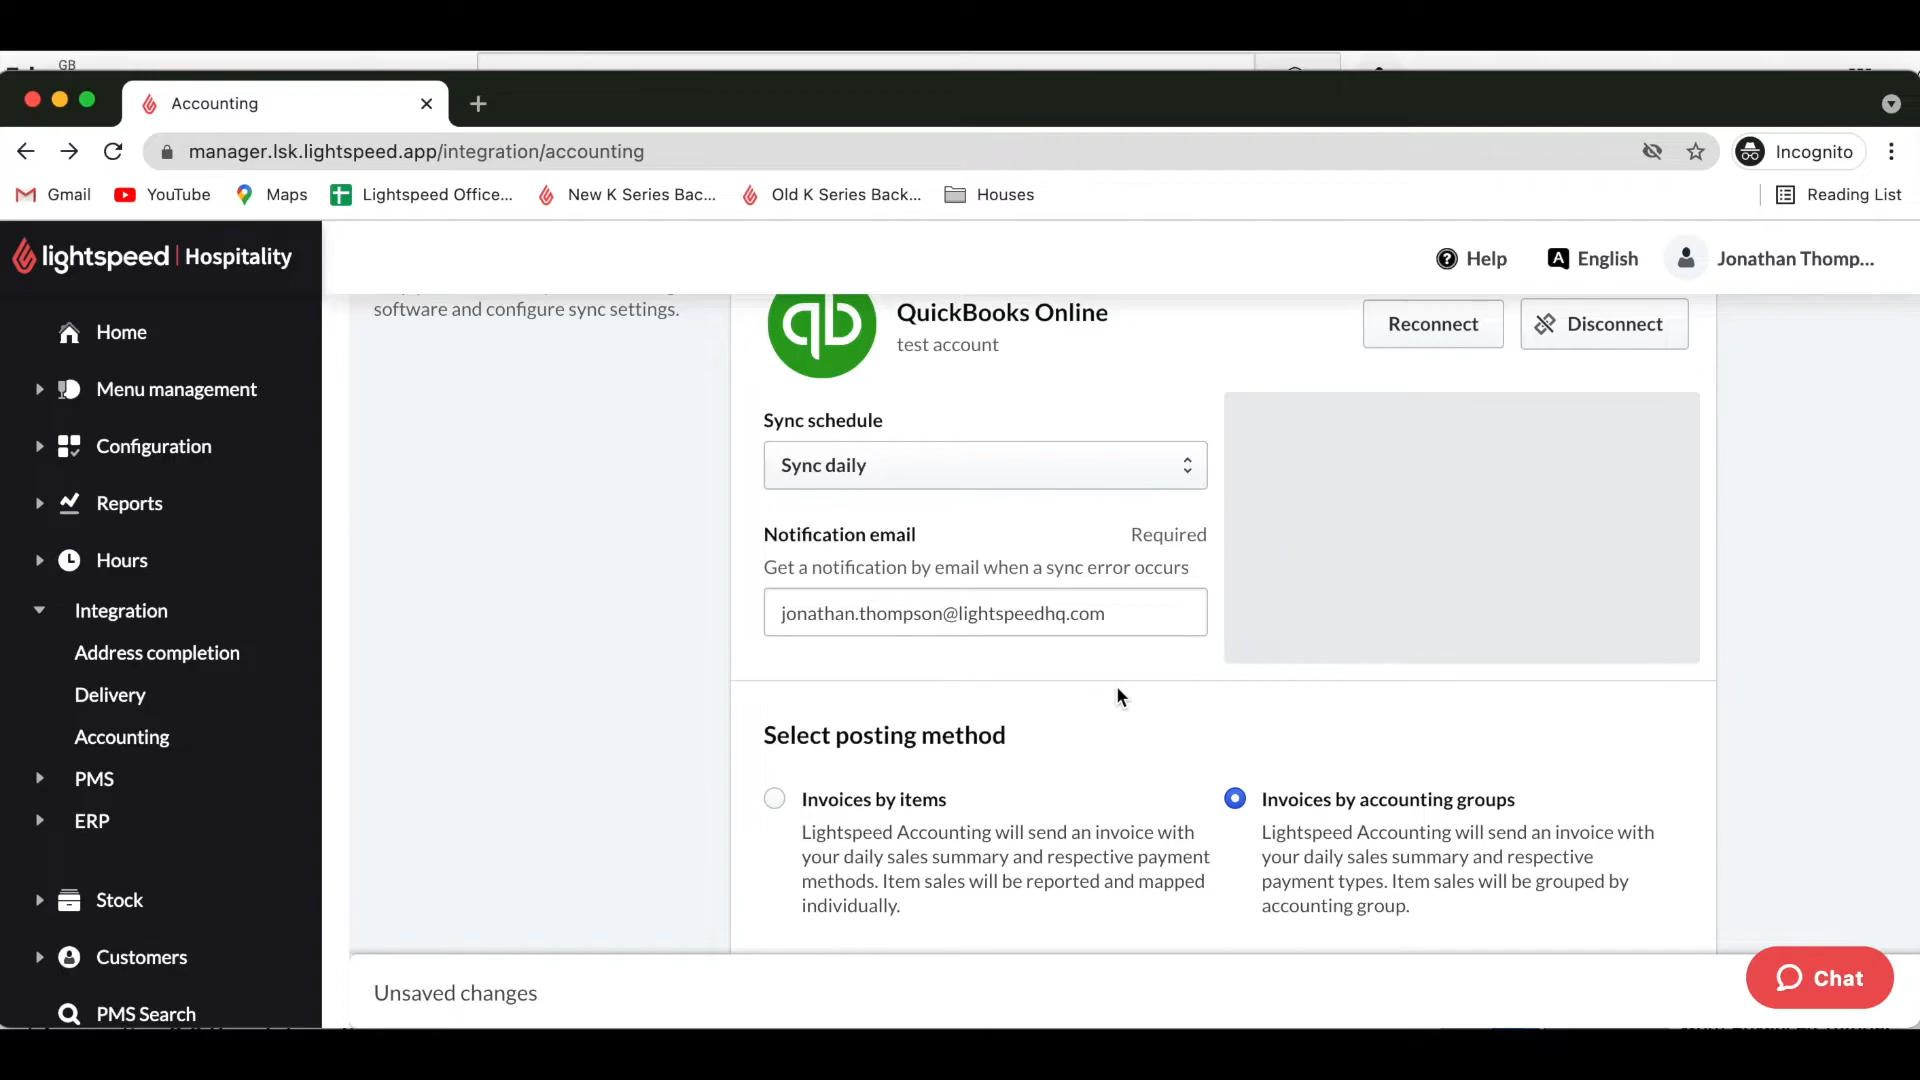 GB
Accounting
manager.lsk.lightspeed.app/integration/accounting
Incognito
Gmail
YouTube
Maps
Lightspeed Office...
New K Series Bac...
Old K Series Back...
Houses
Reading List
lightspeed | Hospitality
Help
English
Jonathan Thomp...
Home
Menu management
Configuration
Reports
Hours
Integration
Address completion
Delivery
Accounting
PMS
ERP
Stock
Customers
PMS Search
software and configure sync settings.
QuickBooks Online
test account
Reconnect
Disconnect
Sync schedule
Sync daily
Notification email
Required
Get a notification by email when a sync error occurs
jonathan.thompson@lightspeedhq.com
Select posting method
Invoices by items
Lightspeed Accounting will send an invoice with
your daily sales summary and respective payment
methods. Item sales will be reported and mapped
individually.
Invoices by accounting groups
Lightspeed Accounting will send an invoice with
your daily sales summary and respective
payment types. Item sales will be grouped by
accounting group.
Unsaved changes
Chat